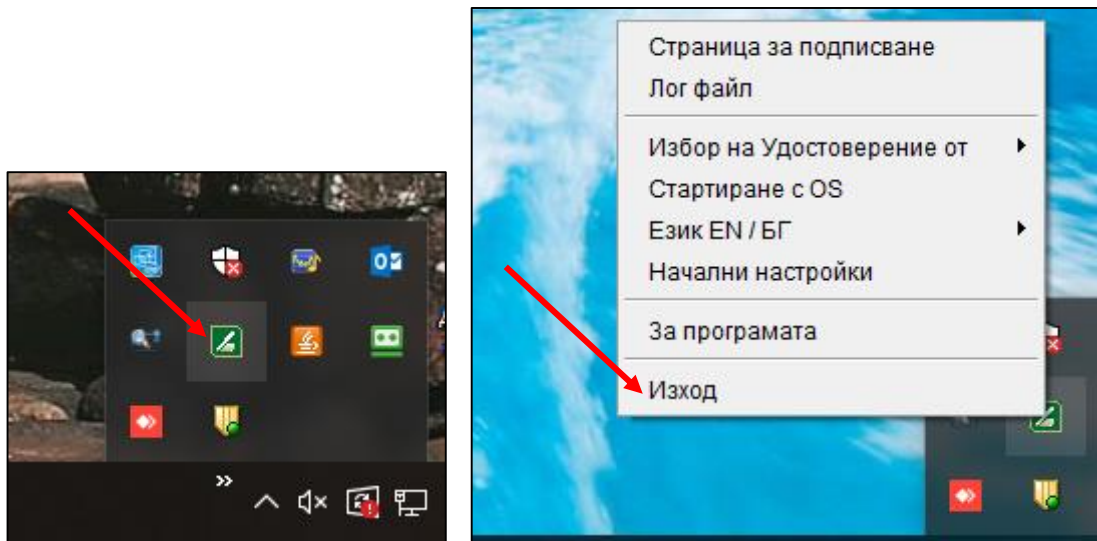 Страница за подписване
Лог файл
Избор на Удостоверение от
Стартиране с OS
Език EN / БГ
Начални настройки
За програмата
Изход